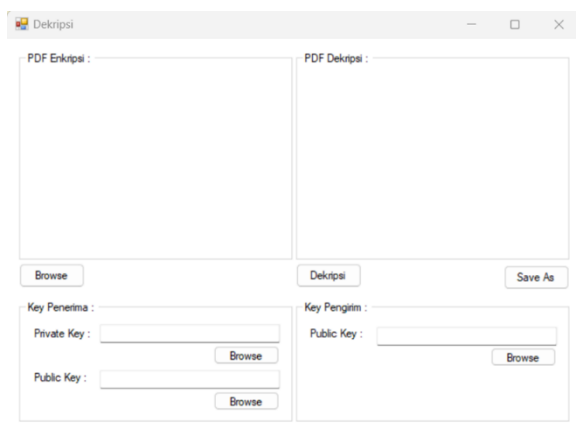 Dekripsi
PDF Enkripsi :
PDF Dekripsi :
Browse
Dekripsi
Save As
Key Penerima :
Private Key :
Browse
Public Key :
Browse
Key Pengirim :
Public Key :
Browse